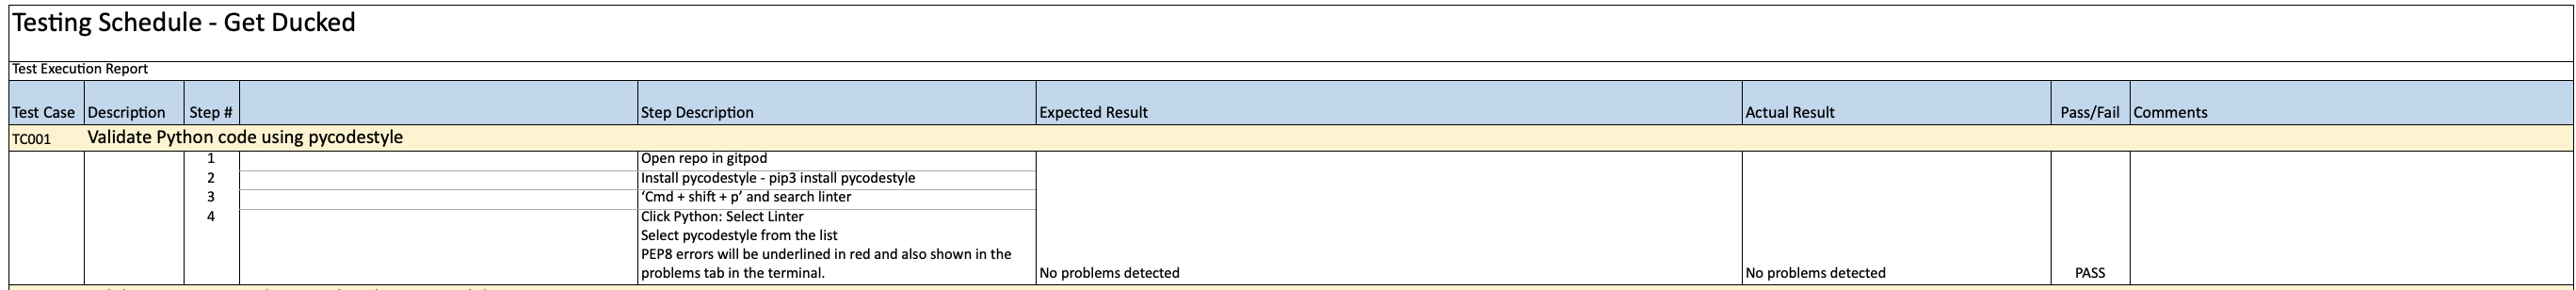 Testing Schedule - Get Ducked
Test Execution Report
Test Case Description Step # Step Description Expected Result Actual Result Pass/Fail Comments
TC001 Validate Python code using pycodestyle
1 Open repo in gitpod
2 Install pycodestyle - pip3 install pycodestyle
3 ‘Cmd + shift + p’ and search linter
4 Click Python: Select Linter
Select pycodestyle from the list
PEP8 errors will be underlined in red and also shown in the
problems tab in the terminal. No problems detected No problems detected PASS